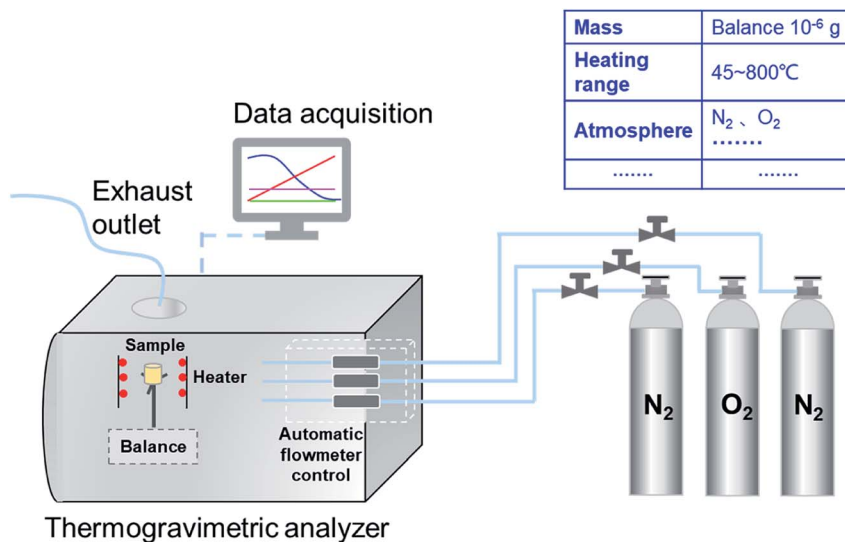 Mass Balance 10⁻⁶ g
Heating
range 45~800℃
Atmosphere N₂ 、 O₂
.......
....... .......
Data acquisition
Exhaust
outlet
Sample
Heater
Balance
Automatic
flowmeter
control
N₂ O₂ N₂
Thermogravimetric analyzer